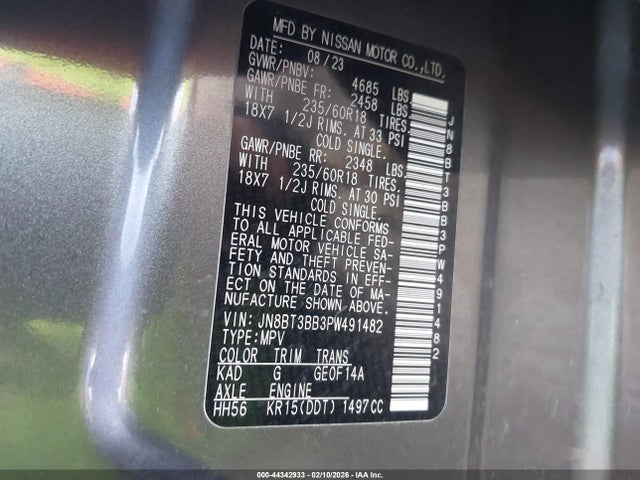 MFD BY NISSAN MOTOR CO.,LTD.
DATE: 08/23
GVWR/PNBV: 4685 LBS.
GAWR/PNBE FR: 2458 LBS.
WITH 235/60R18 TIRES.
18X7 1/2J RIMS. AT 33 PSI
COLD SINGLE.
GAWR/PNBE RR: 2348 LBS.
WITH 235/60R18 TIRES.
18X7 1/2J RIMS. AT 30 PSI
COLD SINGLE.
THIS VEHICLE CONFORMS
TO ALL APPLICABLE FED-
ERAL MOTOR VEHICLE SA-
FETY AND THEFT PREVEN-
TION STANDARDS IN EFF-
ECT ON THE DATE OF MA-
NUFACTURE SHOWN ABOVE.
VIN: JN8BT3BB3PW491482
TYPE:MPV
COLOR TRIM TRANS
KAD G GE0F14A
AXLE ENGINE
HH56 KR15(DDT) 1497CC
JN8BT3BB3PW491482
000-44342933 - 02/10/2026 - IAA Inc.